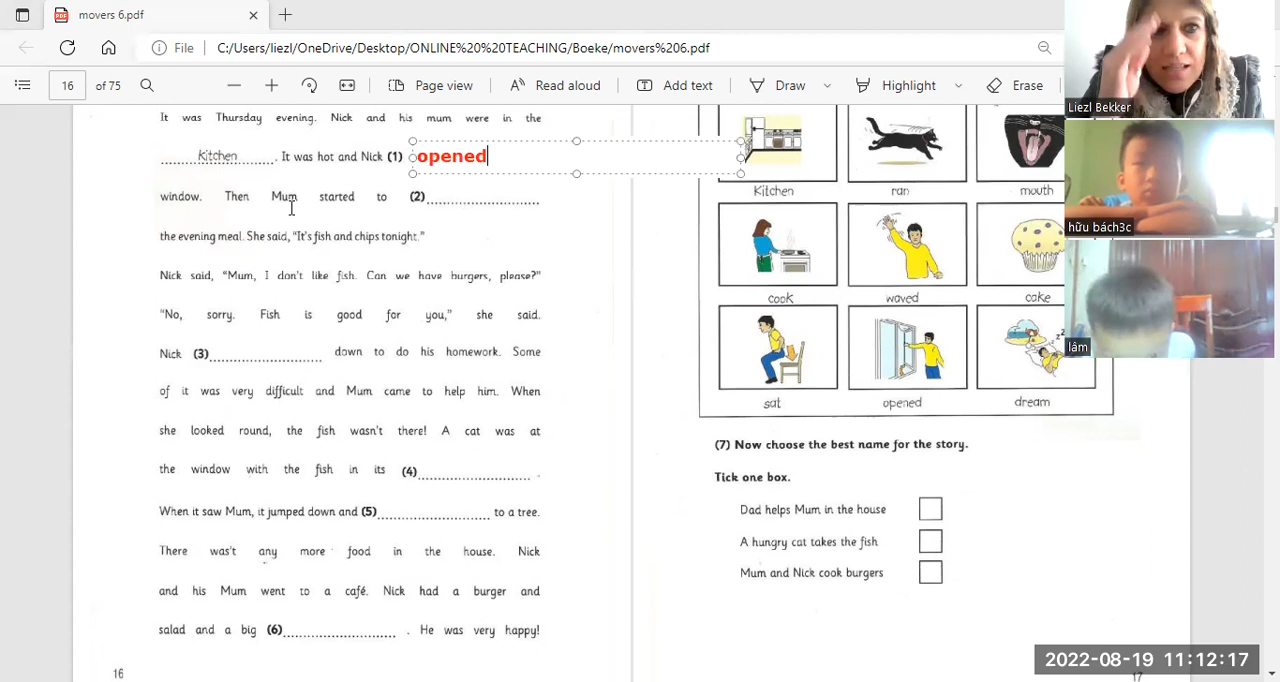 movers 6.pdf
File C:/Users/liezl/OneDrive/Desktop/ONLINE%20%20TEACHING/Boeke/movers%206.pdf
16 of 75 Page view Read aloud Add text Draw Highlight Erase
It was Thursday evening. Nick and his mum were in the
Kitchen. It was hot and Nick (1) opened
window. Then Mum started to (2)
the evening meal. She said, "It's fish and chips tonight."
Nick said, "Mum, I don't like fish. Can we have burgers, please?"
"No, sorry. Fish is good for you," she said.
Nick (3) down to do his homework. Some
of it was very difficult and Mum came to help him. When
she looked round, the fish wasn't there! A cat was at
the window with the fish in its (4) .
When it saw Mum, it jumped down and (5) to a tree.
There was't any more food in the house. Nick
and his Mum went to a café. Nick had a burger and
salad and a big (6) . He was very happy!
16
Kitchen ran mouth
cook waved cake
sat opened dream
(7) Now choose the best name for the story.
Tick one box.
Dad helps Mum in the house
A hungry cat takes the fish
Mum and Nick cook burgers
17
Liezl Bekker
hữu bách3c
lâm
2022-08-19 11:12:17